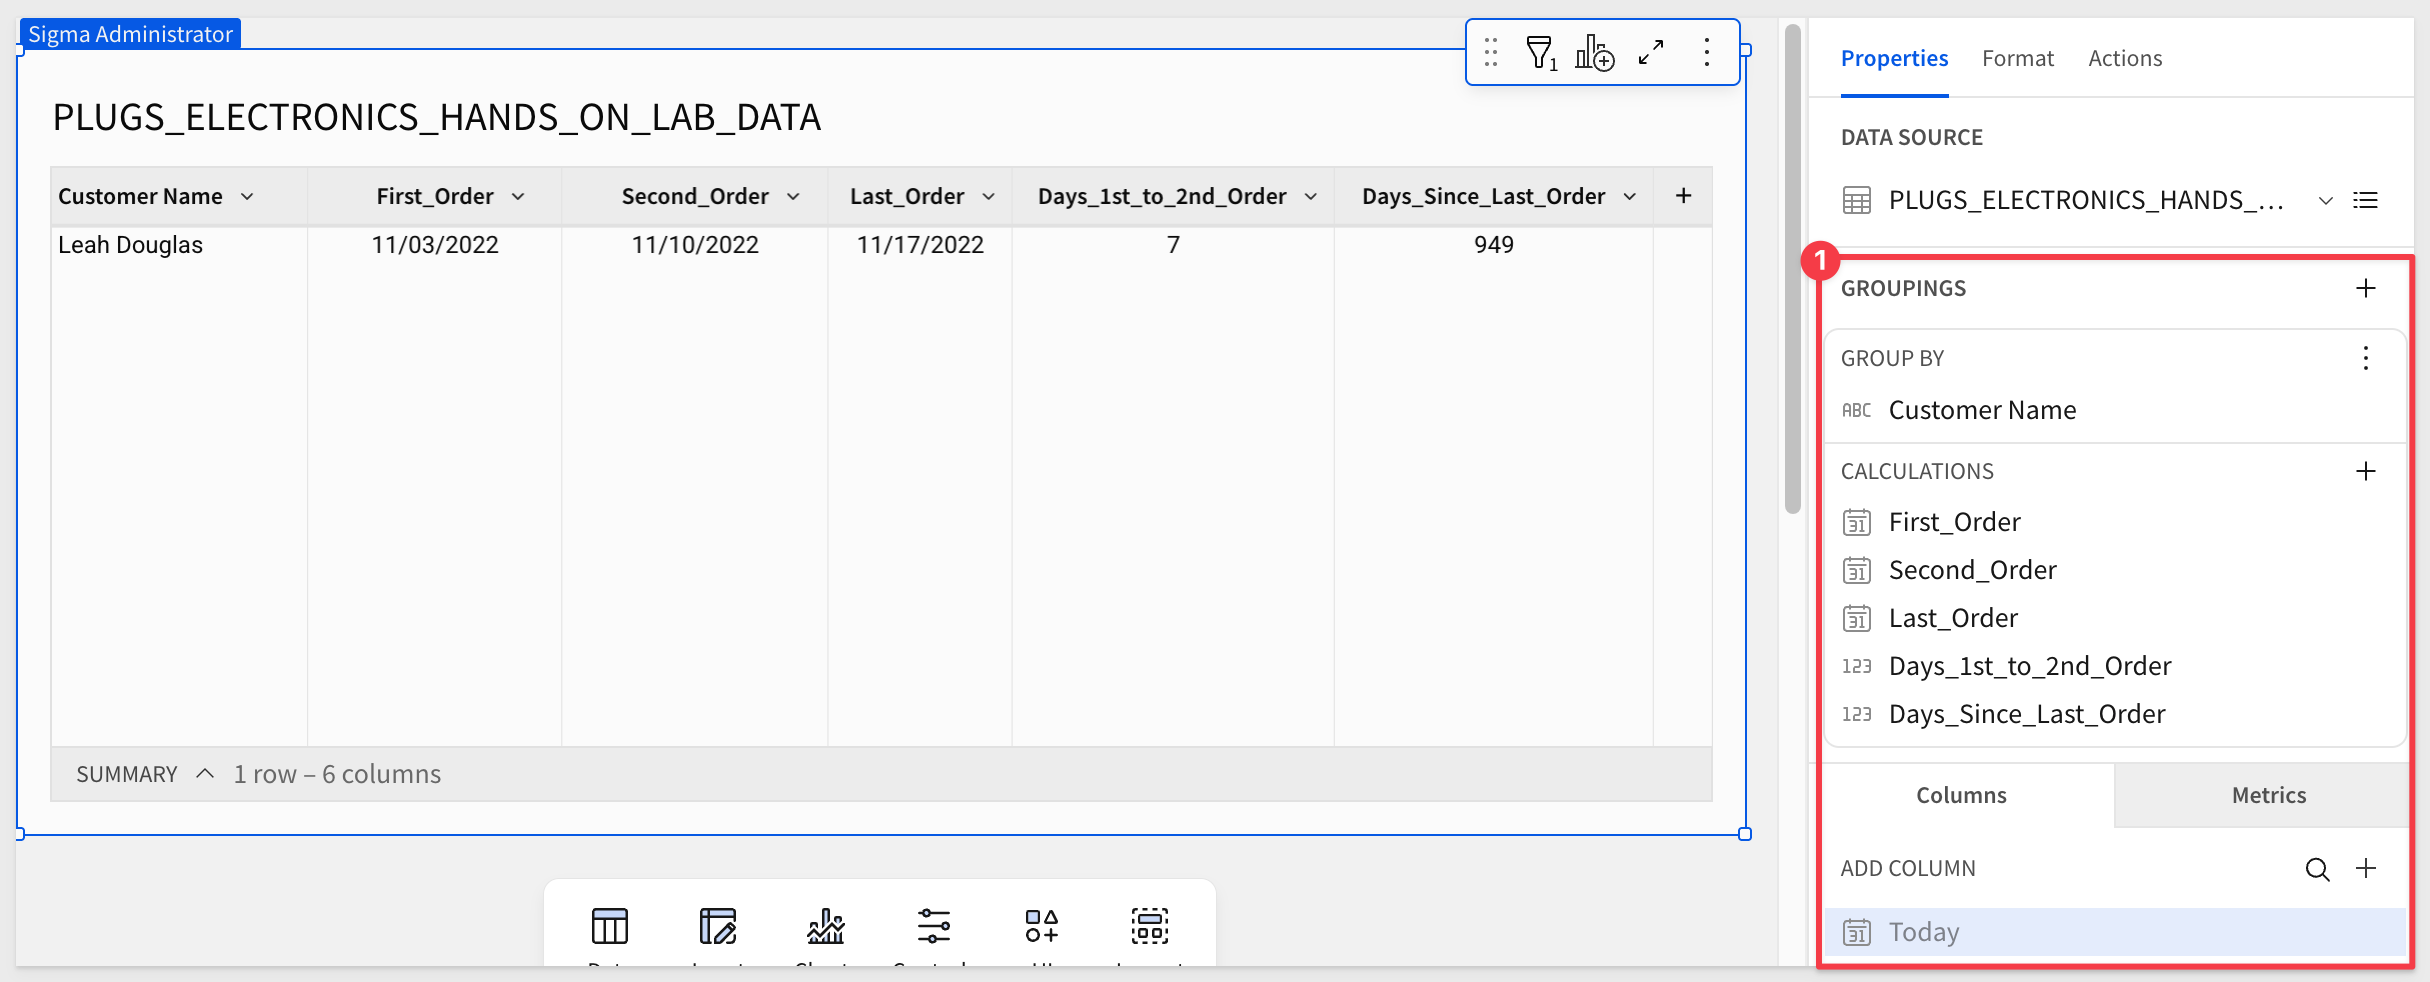 Sigma Administrator
1
PLUGS_ELECTRONICS_HANDS_ON_LAB_DATA
Customer Name First_Order Second_Order Last_Order Days_1st_to_2nd_Order Days_Since_Last_Order
Leah Douglas 11/03/2022 11/10/2022 11/17/2022 7 949
SUMMARY 1 row – 6 columns
Properties Format Actions
DATA SOURCE
PLUGS_ELECTRONICS_HANDS_...
1
GROUPINGS
GROUP BY
ABC Customer Name
CALCULATIONS
31 First_Order
31 Second_Order
31 Last_Order
123 Days_1st_to_2nd_Order
123 Days_Since_Last_Order
Columns Metrics
ADD COLUMN
31 Today